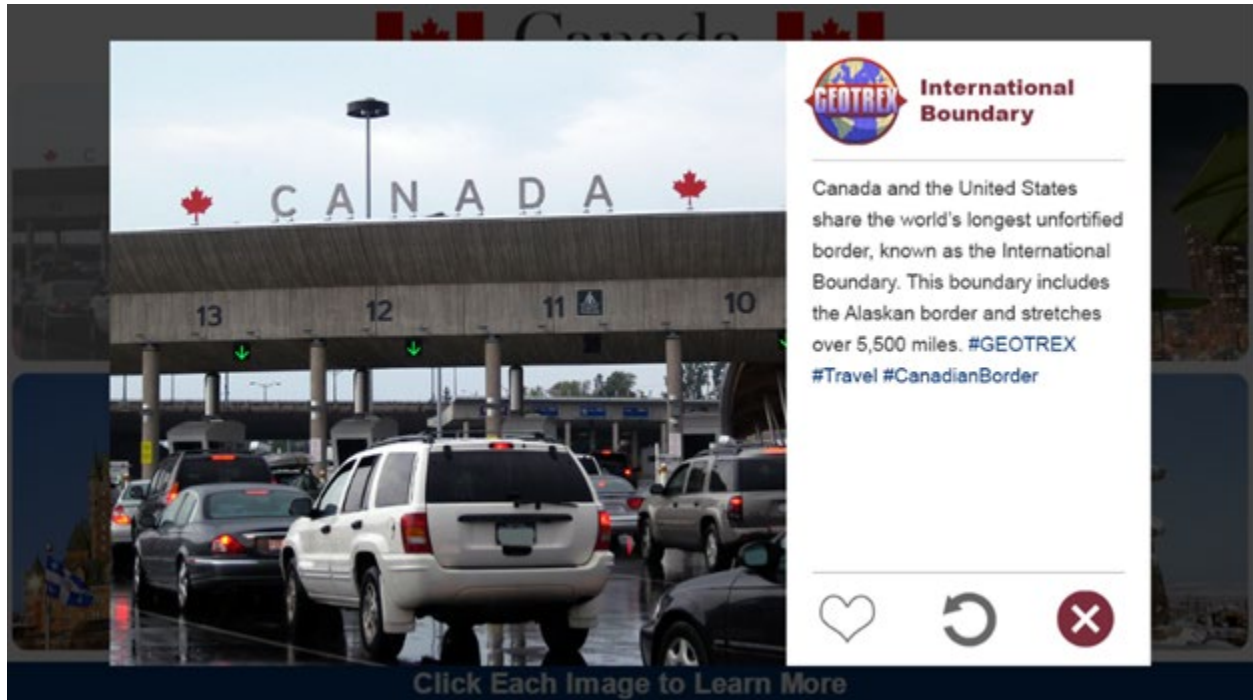 Canada
CANADA
13
12
11
10
GEOTREX
International
Boundary
Canada and the United States
share the world's longest unfortified
border, known as the International
Boundary. This boundary includes
the Alaskan border and stretches
over 5,500 miles. #GEOTREX
#Travel #CanadianBorder
Click Each Image to Learn More